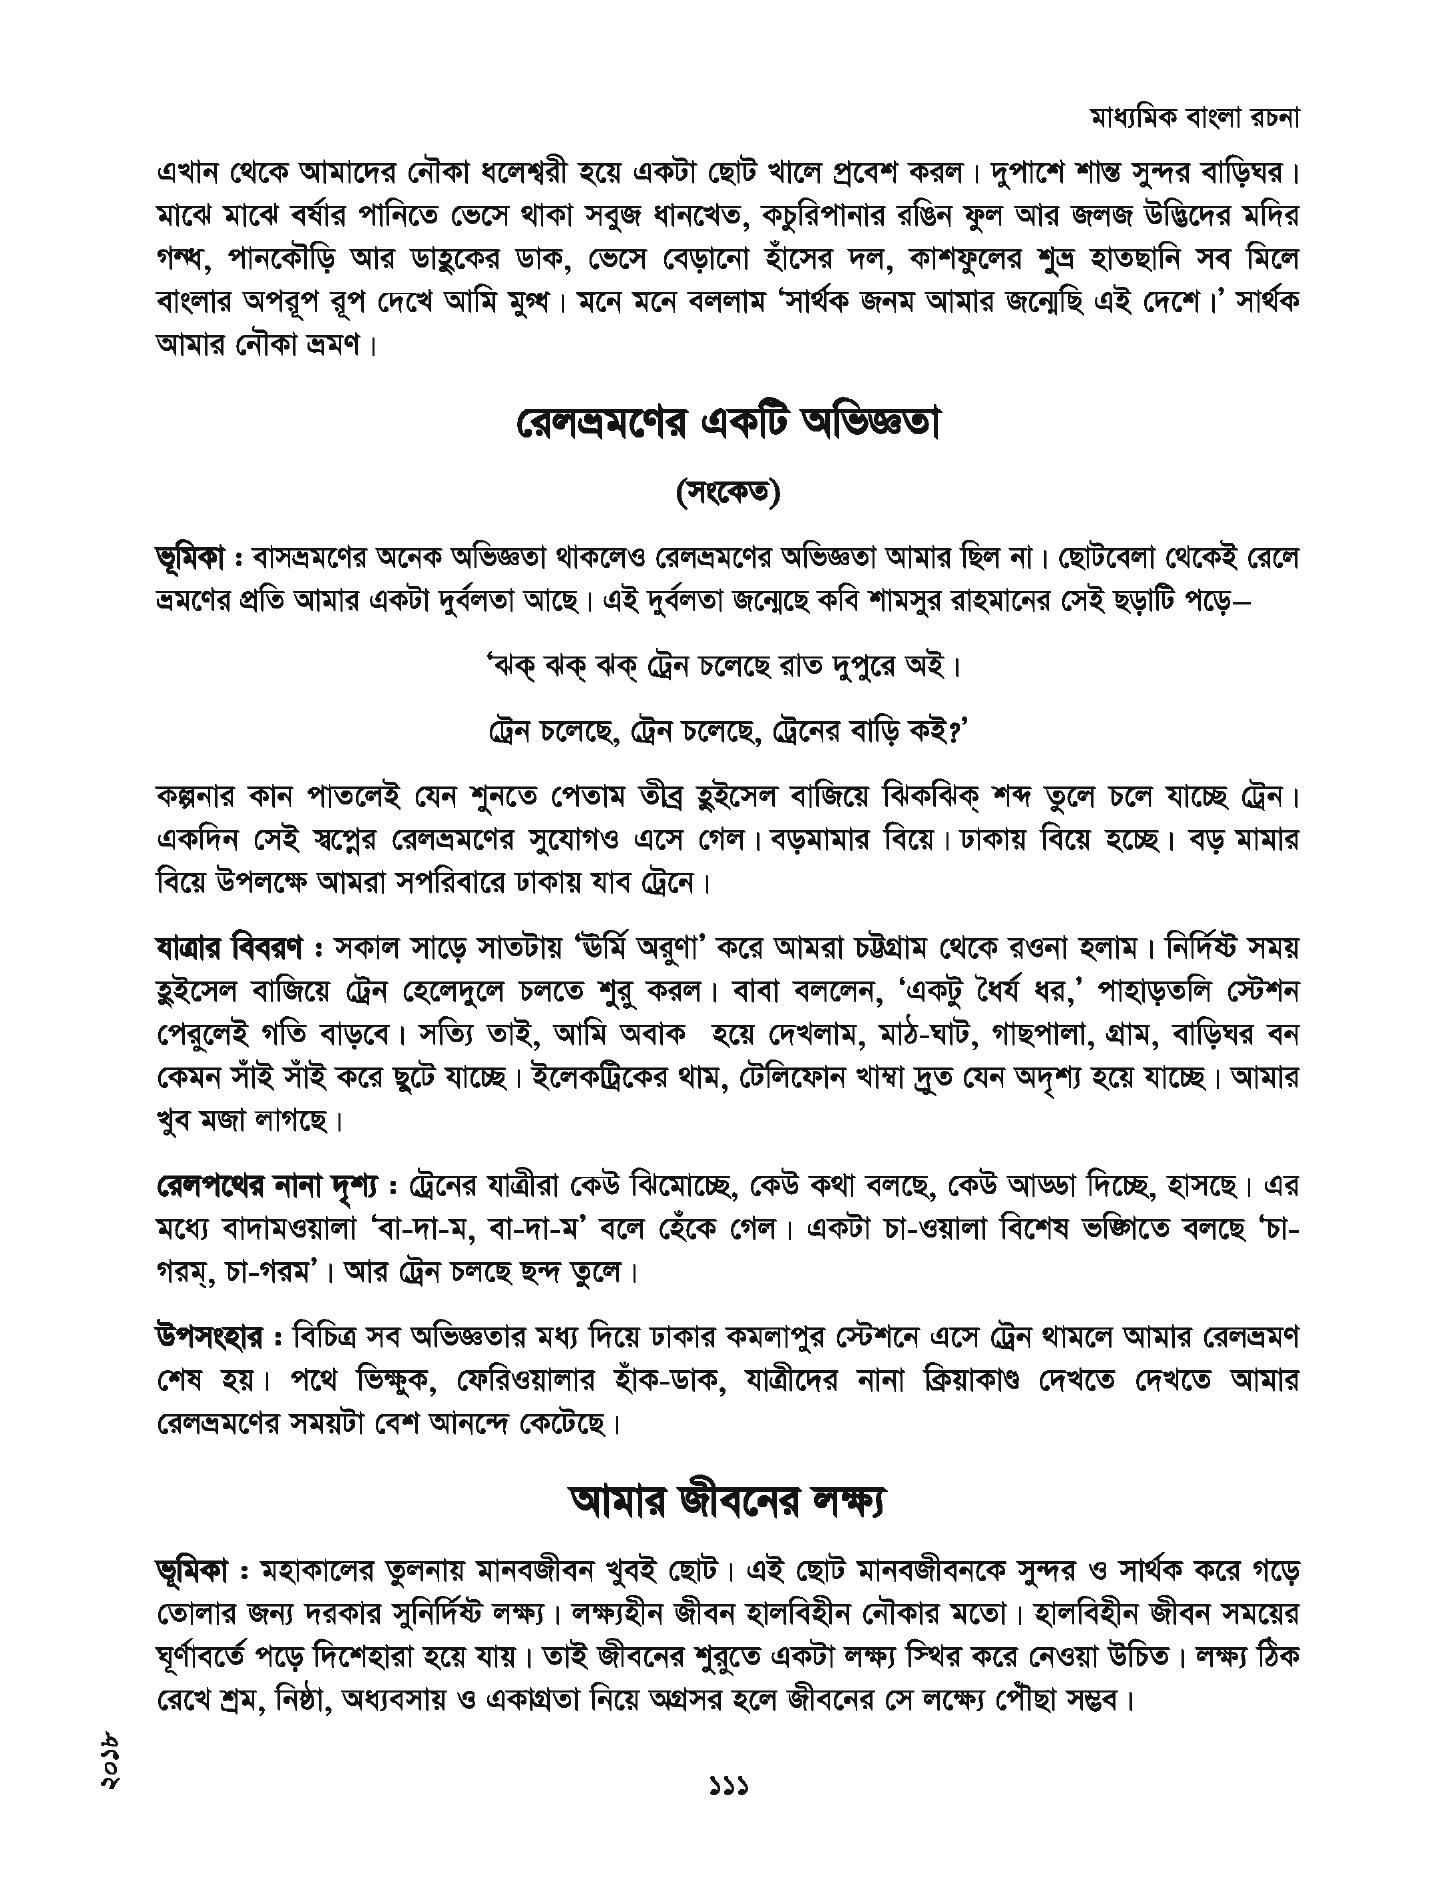 মাধ্যমিক বাংলা রচনা
এখান থেকে আমাদের নৌকা ধলেশ্বরী হয়ে একটা ছোট খালে প্রবেশ করল। দুপাশে শান্ত সুন্দর বাড়িঘর।
মাঝে মাঝে বর্ষার পানিতে ভেসে থাকা সবুজ ধানখেত, কচুরিপানার রঙিন ফুল আর জলজ উদ্ভিদের মদির
গন্ধ, পানকৌড়ি আর ডাহুকের ডাক, ভেসে বেড়ানো হাঁসের দল, কাশফুলের শুভ্র হাতছানি সব মিলে
বাংলার অপরূপ রূপ দেখে আমি মুগ্ধ। মনে মনে বললাম ‘সার্থক জনম আমার জন্মেছি এই দেশে।’ সার্থক
আমার নৌকা ভ্রমণ।
রেলভ্রমণের একটি অভিজ্ঞতা
(সংকেত)
ভূমিকা : বাসভ্রমণের অনেক অভিজ্ঞতা থাকলেও রেলভ্রমণের অভিজ্ঞতা আমার ছিল না। ছোটবেলা থেকেই রেলে
ভ্রমণের প্রতি আমার একটা দুর্বলতা আছে। এই দুর্বলতা জন্মেছে কবি শামসুর রাহমানের সেই ছড়াটি পড়ে–
‘ঝক্ ঝক্ ঝক্ ট্রেন চলেছে রাত দুপুরে অই।
ট্রেন চলেছে, ট্রেন চলেছে, ট্রেনের বাড়ি কই?’
কল্পনার কান পাতলেই যেন শুনতে পেতাম তীব্র হুইসেল বাজিয়ে ঝিকঝিক্ শব্দ তুলে চলে যাচ্ছে ট্রেন।
একদিন সেই স্বপ্নের রেলভ্রমণের সুযোগও এসে গেল। বড়মামার বিয়ে। ঢাকায় বিয়ে হচ্ছে। বড় মামার
বিয়ে উপলক্ষে আমরা সপরিবারে ঢাকায় যাব ট্রেনে।
যাত্রার বিবরণ : সকাল সাড়ে সাতটায় ‘ঊর্মি অরুণা’ করে আমরা চট্টগ্রাম থেকে রওনা হলাম। নির্দিষ্ট সময়
হুইসেল বাজিয়ে ট্রেন হেলেদুলে চলতে শুরু করল। বাবা বললেন, ‘একটু ধৈর্য ধর,’ পাহাড়তলি স্টেশন
পেরুলেই গতি বাড়বে। সত্যি তাই, আমি অবাক হয়ে দেখলাম, মাঠ-ঘাট, গাছপালা, গ্রাম, বাড়িঘর বন
কেমন সাঁই সাঁই করে ছুটে যাচ্ছে। ইলেকট্রিকের থাম, টেলিফোন খাম্বা দ্রুত যেন অদৃশ্য হয়ে যাচ্ছে। আমার
খুব মজা লাগছে।
রেলপথের নানা দৃশ্য : ট্রেনের যাত্রীরা কেউ ঝিমোচ্ছে, কেউ কথা বলছে, কেউ আড্ডা দিচ্ছে, হাসছে। এর
মধ্যে বাদামওয়ালা ‘বা-দা-ম, বা-দা-ম’ বলে হেঁকে গেল। একটা চা-ওয়ালা বিশেষ ভঙ্গিতে বলছে ‘চা-
গরম্, চা-গরম’। আর ট্রেন চলছে ছন্দ তুলে।
উপসংহার : বিচিত্র সব অভিজ্ঞতার মধ্য দিয়ে ঢাকার কমলাপুর স্টেশনে এসে ট্রেন থামলে আমার রেলভ্রমণ
শেষ হয়। পথে ভিক্ষুক, ফেরিওয়ালার হাঁক-ডাক, যাত্রীদের নানা ক্রিয়াকাণ্ড দেখতে দেখতে আমার
রেলভ্রমণের সময়টা বেশ আনন্দে কেটেছে।
আমার জীবনের লক্ষ্য
ভূমিকা : মহাকালের তুলনায় মানবজীবন খুবই ছোট। এই ছোট মানবজীবনকে সুন্দর ও সার্থক করে গড়ে
তোলার জন্য দরকার সুনির্দিষ্ট লক্ষ্য। লক্ষ্যহীন জীবন হালবিহীন নৌকার মতো। হালবিহীন জীবন সময়ের
ঘূর্ণাবর্তে পড়ে দিশেহারা হয়ে যায়। তাই জীবনের শুরুতে একটা লক্ষ্য স্থির করে নেওয়া উচিত। লক্ষ্য ঠিক
রেখে শ্রম, নিষ্ঠা, অধ্যবসায় ও একাগ্রতা নিয়ে অগ্রসর হলে জীবনের সে লক্ষ্যে পৌঁছা সম্ভব।
২০১৮
১১১